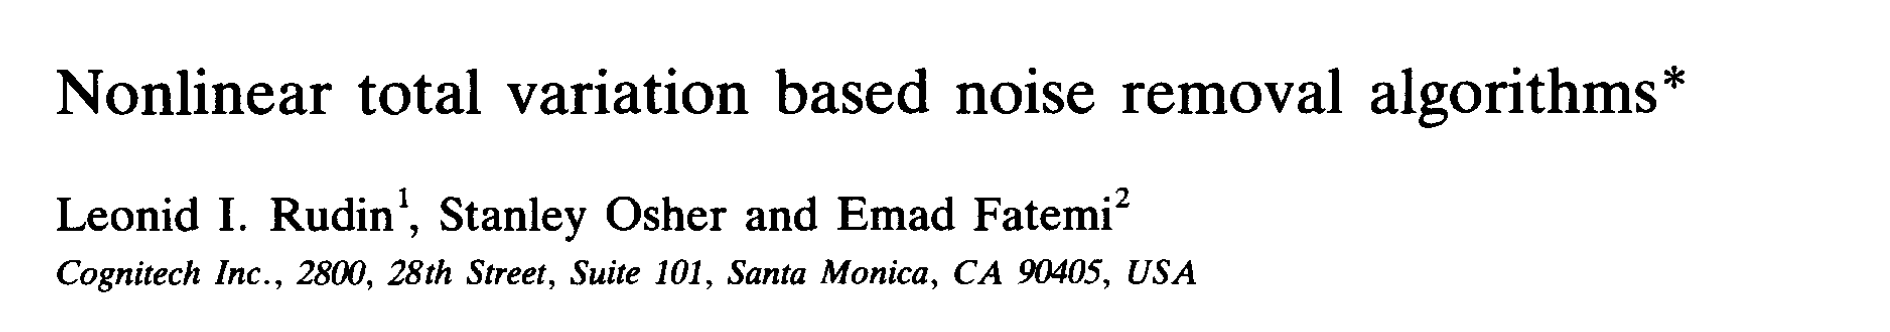 Nonlinear total variation based noise removal algorithms*
Leonid I. Rudin¹, Stanley Osher and Emad Fatemi²
Cognitech Inc., 2800, 28th Street, Suite 101, Santa Monica, CA 90405, USA